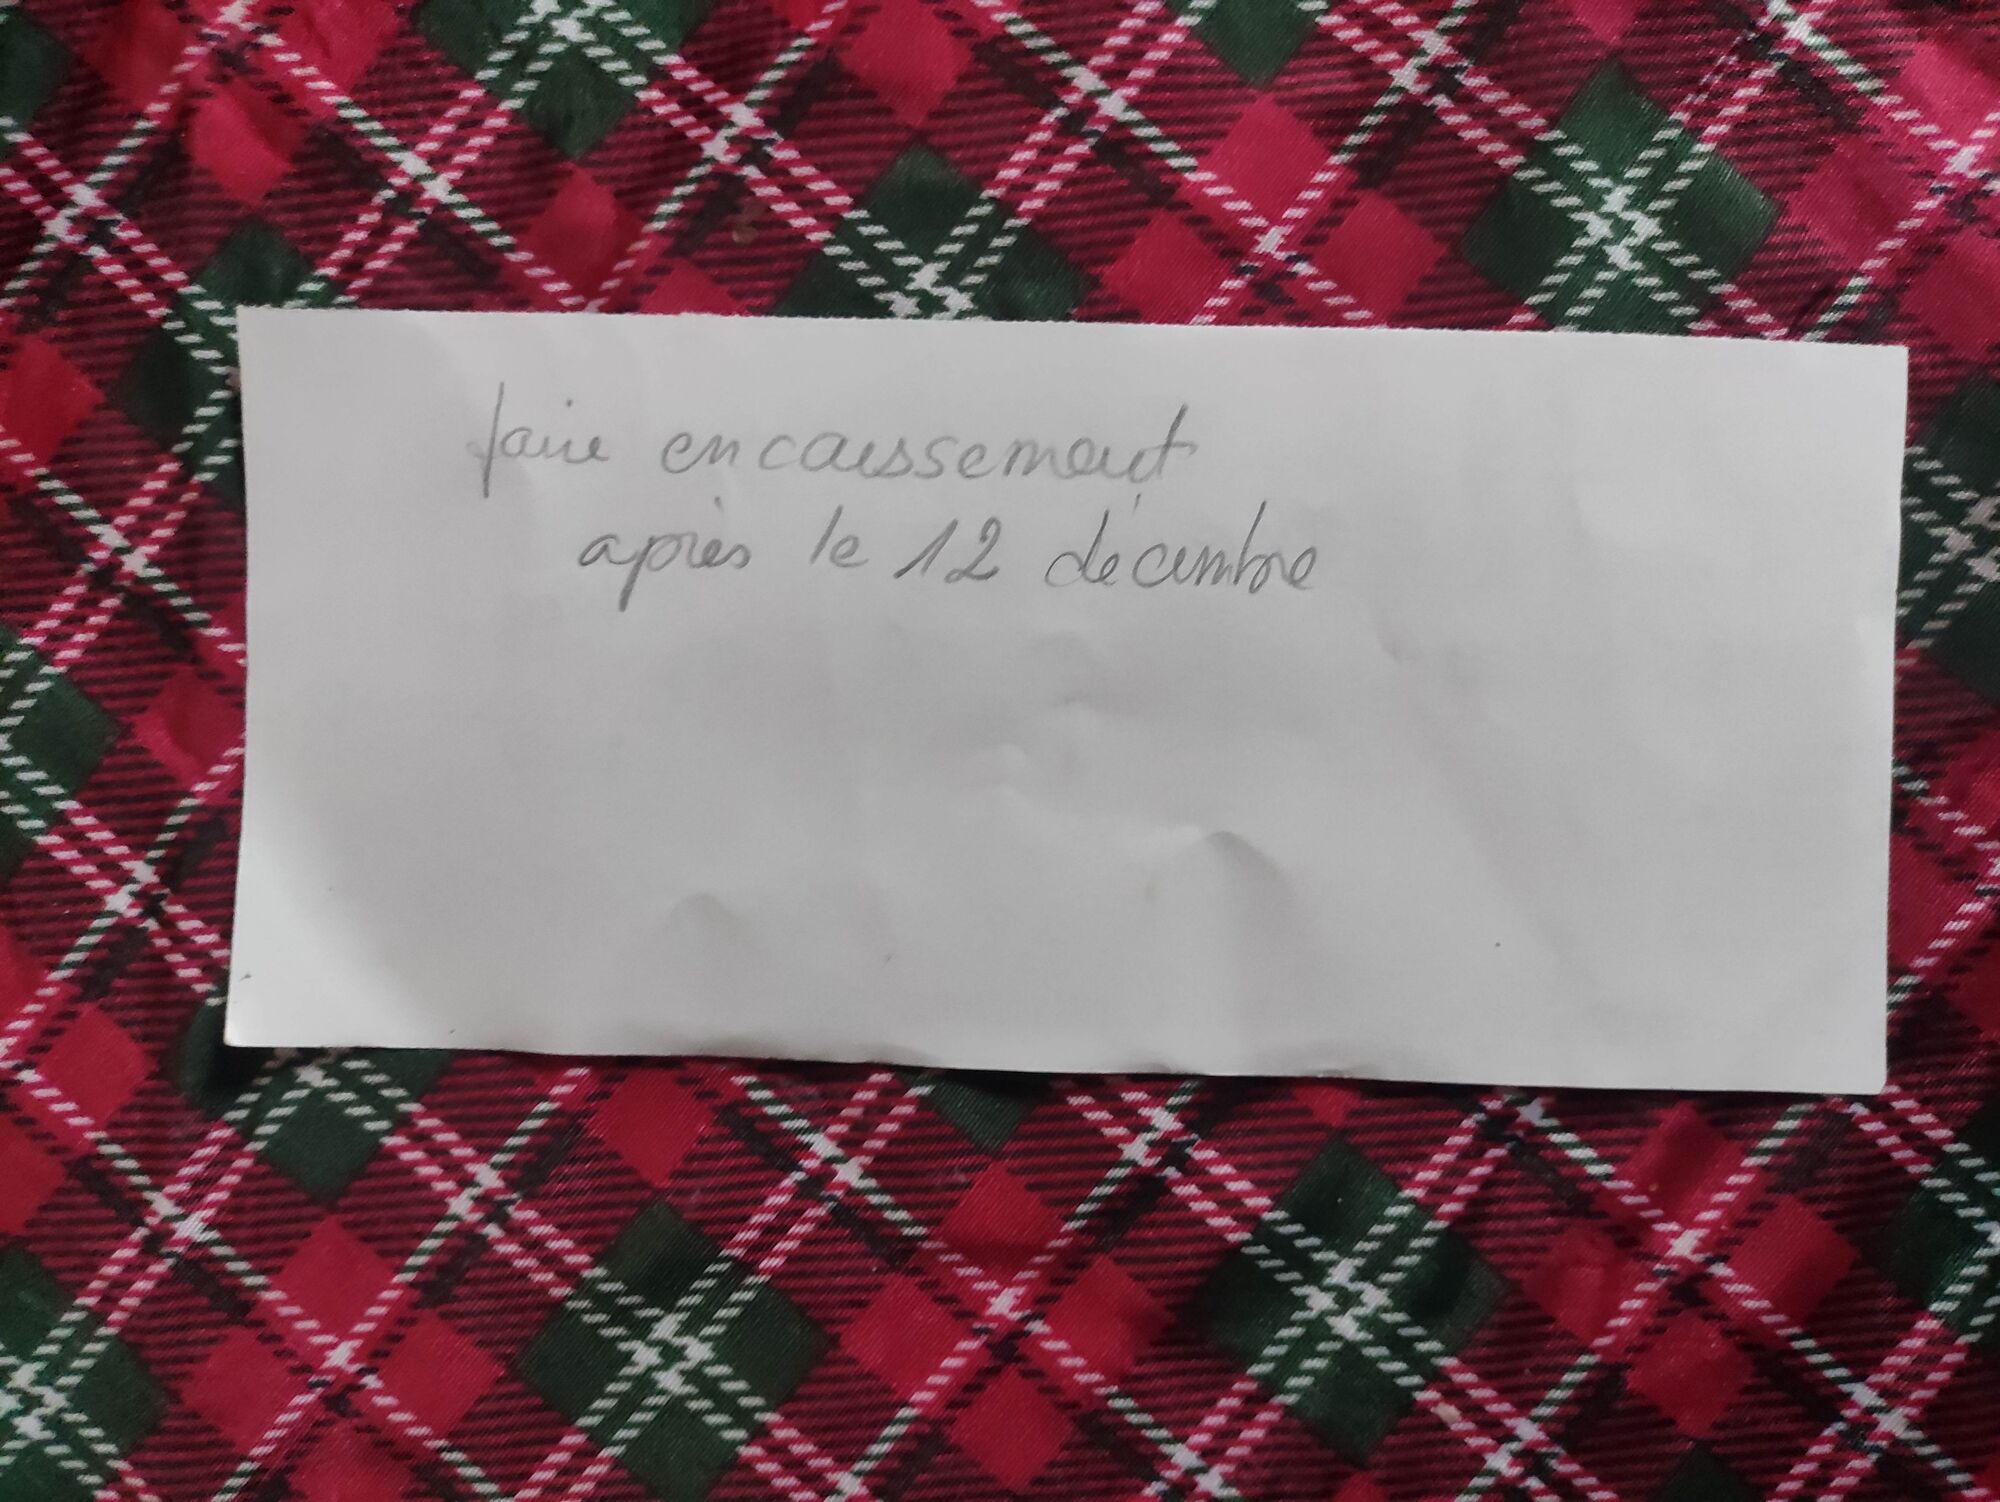 faire encaissement
après le 12 décembre